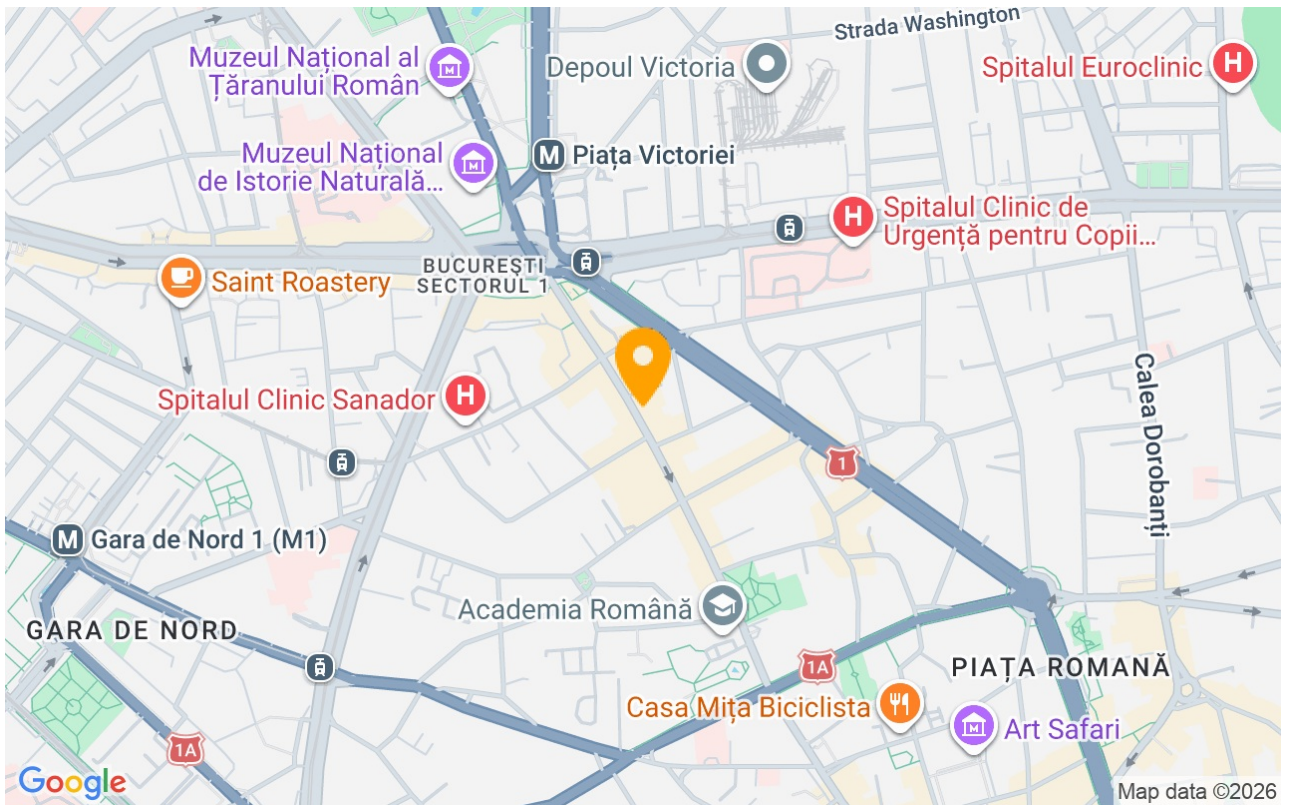 Strada Washington
Muzeul Național al
Țăranului Român
Depoul Victoria
Spitalul Euroclinic
H
M
Piața Victoriei
Muzeul Național
de Istorie Naturală...
H
Spitalul Clinic de
Urgență pentru Copii...
BUCUREȘTI
SECTORUL 1
Saint Roastery
Spitalul Clinic Sanador
H
Calea Dorobanți
1
M
Gara de Nord 1 (M1)
Academia Română
GARA DE NORD
1A
PIAȚA ROMANĂ
Casa Mița Biciclista
Art Safari
1A
Google
Map data ©2026